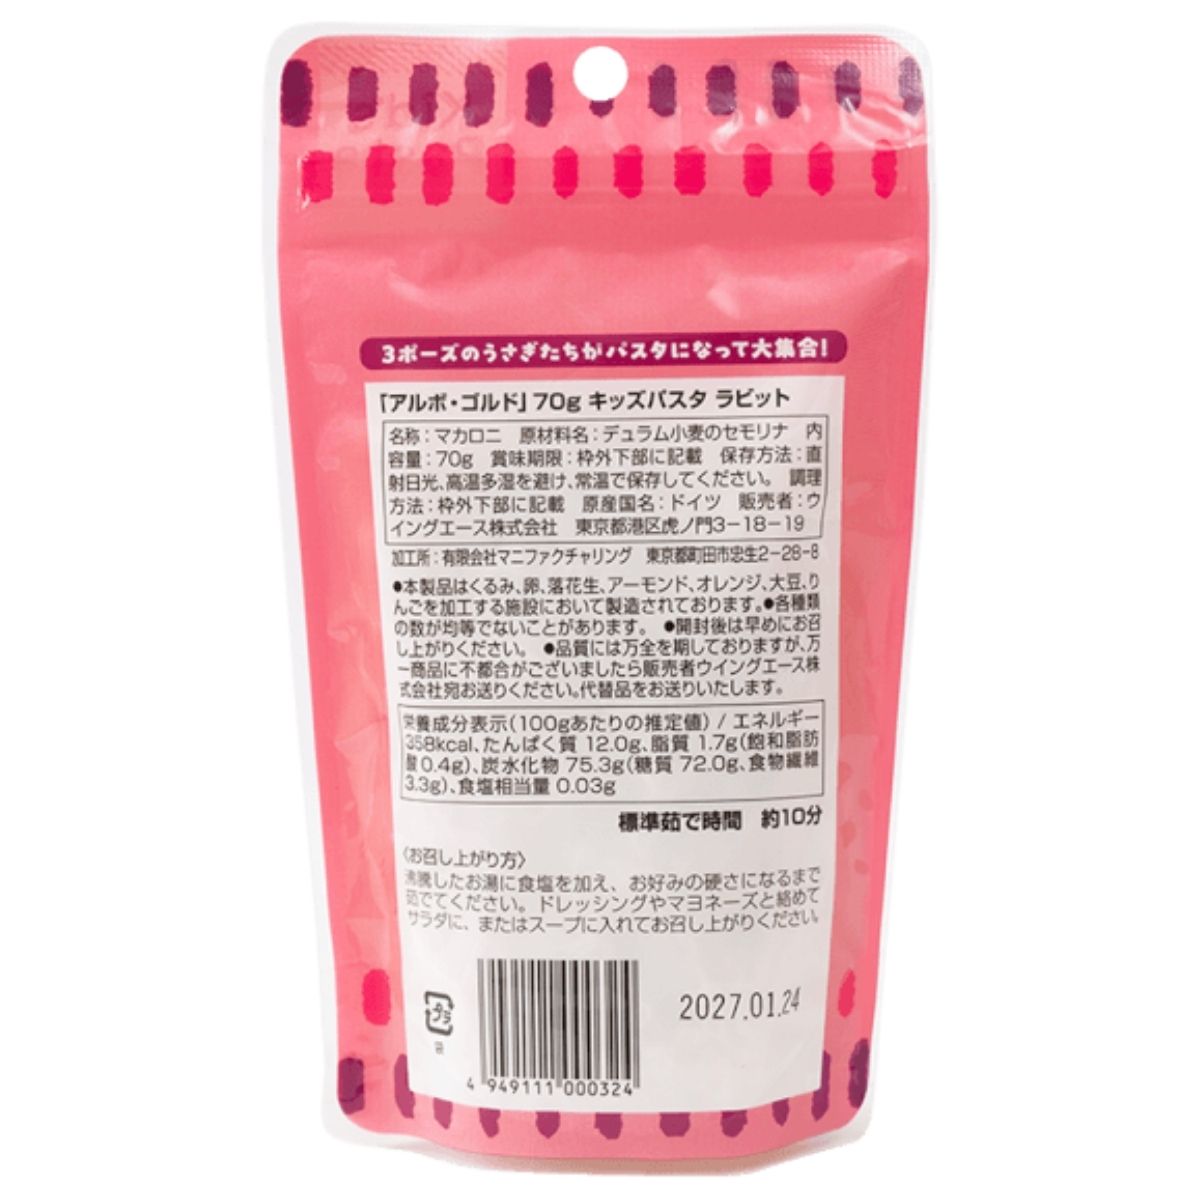 3ポーズのうさぎたちがパスタになって大集合!
「アルボ・ゴルド」70g キッズパスタ ラビット
名称:マカロニ 原材料名:デュラム小麦のセモリナ 内
容量:70g 賞味期限:枠外下部に記載 保存方法:直
射日光、高温多湿を避け、常温で保存してください。 調理
方法:枠外下部に記載 原産国名:ドイツ 販売者:ウ
イングエース株式会社 東京都港区虎ノ門3-18-19
加工所:有限会社マニファクチャリング 東京都町田市忠生2-28-8
●本製品はくるみ、卵、落花生、アーモンド、オレンジ、大豆、り
んごを加工する施設において製造されております。●各種類
の数が均等でないことがあります。 ●開封後は早めにお召
し上がりください。 ●品質には万全を期しておりますが、万
一商品に不都合がございましたら販売者ウイングエース株
式会社宛お送りください。代替品をお送りいたします。
栄養成分表示(100gあたりの推定値) / エネルギー
358kcal、たんぱく質 12.0g、脂質 1.7g(飽和脂肪
酸 0.4g)、炭水化物 75.3g(糖質 72.0g、食物繊維
3.3g)、食塩相当量 0.03g
標準茹で時間 約10分
〈お召し上がり方〉
沸騰したお湯に食塩を加え、お好みの硬さになるまで
茹でてください。ドレッシングやマヨネーズと絡めて
サラダに、またはスープに入れてお召し上がりください。
プラ
袋
2027.01.24
4 949111 000324